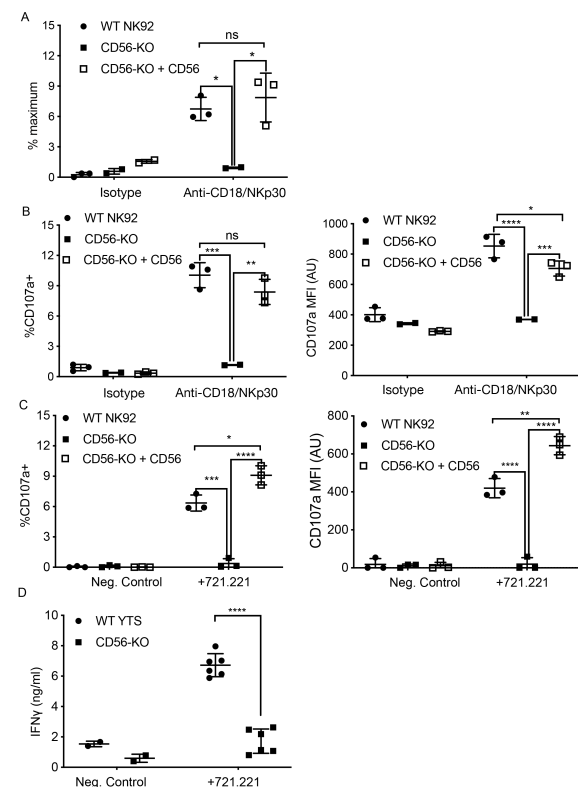 A
WT NK92
CD56-KO
CD56-KO + CD56
% maximum
15
12
9
6
3
0
ns
*
*
Isotype
Anti-CD18/NKp30
B
WT NK92
CD56-KO
CD56-KO + CD56
%CD107a+
15
12
9
6
3
0
ns
***
**
Isotype
Anti-CD18/NKp30
WT NK92
CD56-KO
CD56-KO + CD56
CD107a MFI (AU)
1000
800
600
400
200
0
*
****
***
Isotype
Anti-CD18/NKp30
C
WT NK92
CD56-KO
CD56-KO + CD56
%CD107a+
15
12
9
6
3
0
*
****
***
Neg. Control
+721.221
WT NK92
CD56-KO
CD56-KO + CD56
CD107a MFI (AU)
800
600
400
200
0
**
****
****
Neg. Control
+721.221
D
WT YTS
CD56-KO
IFNγ (ng/ml)
10
8
6
4
2
0
****
Neg. Control
+721.221